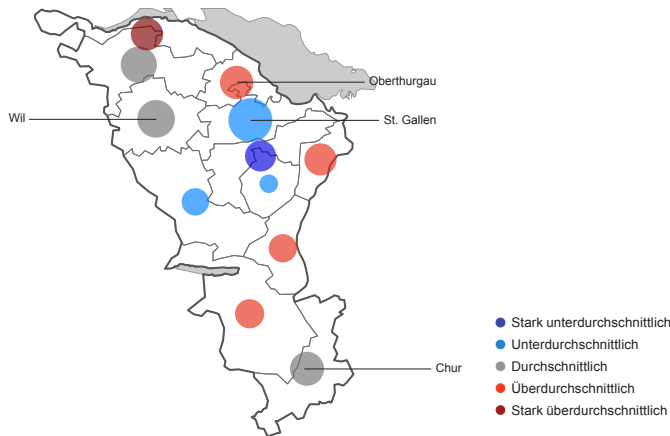 Oberthurgau
Wil
St. Gallen
Chur
Stark unterdurchschnittlich
Unterdurchschnittlich
Durchschnittlich
Überdurchschnittlich
Stark überdurchschnittlich